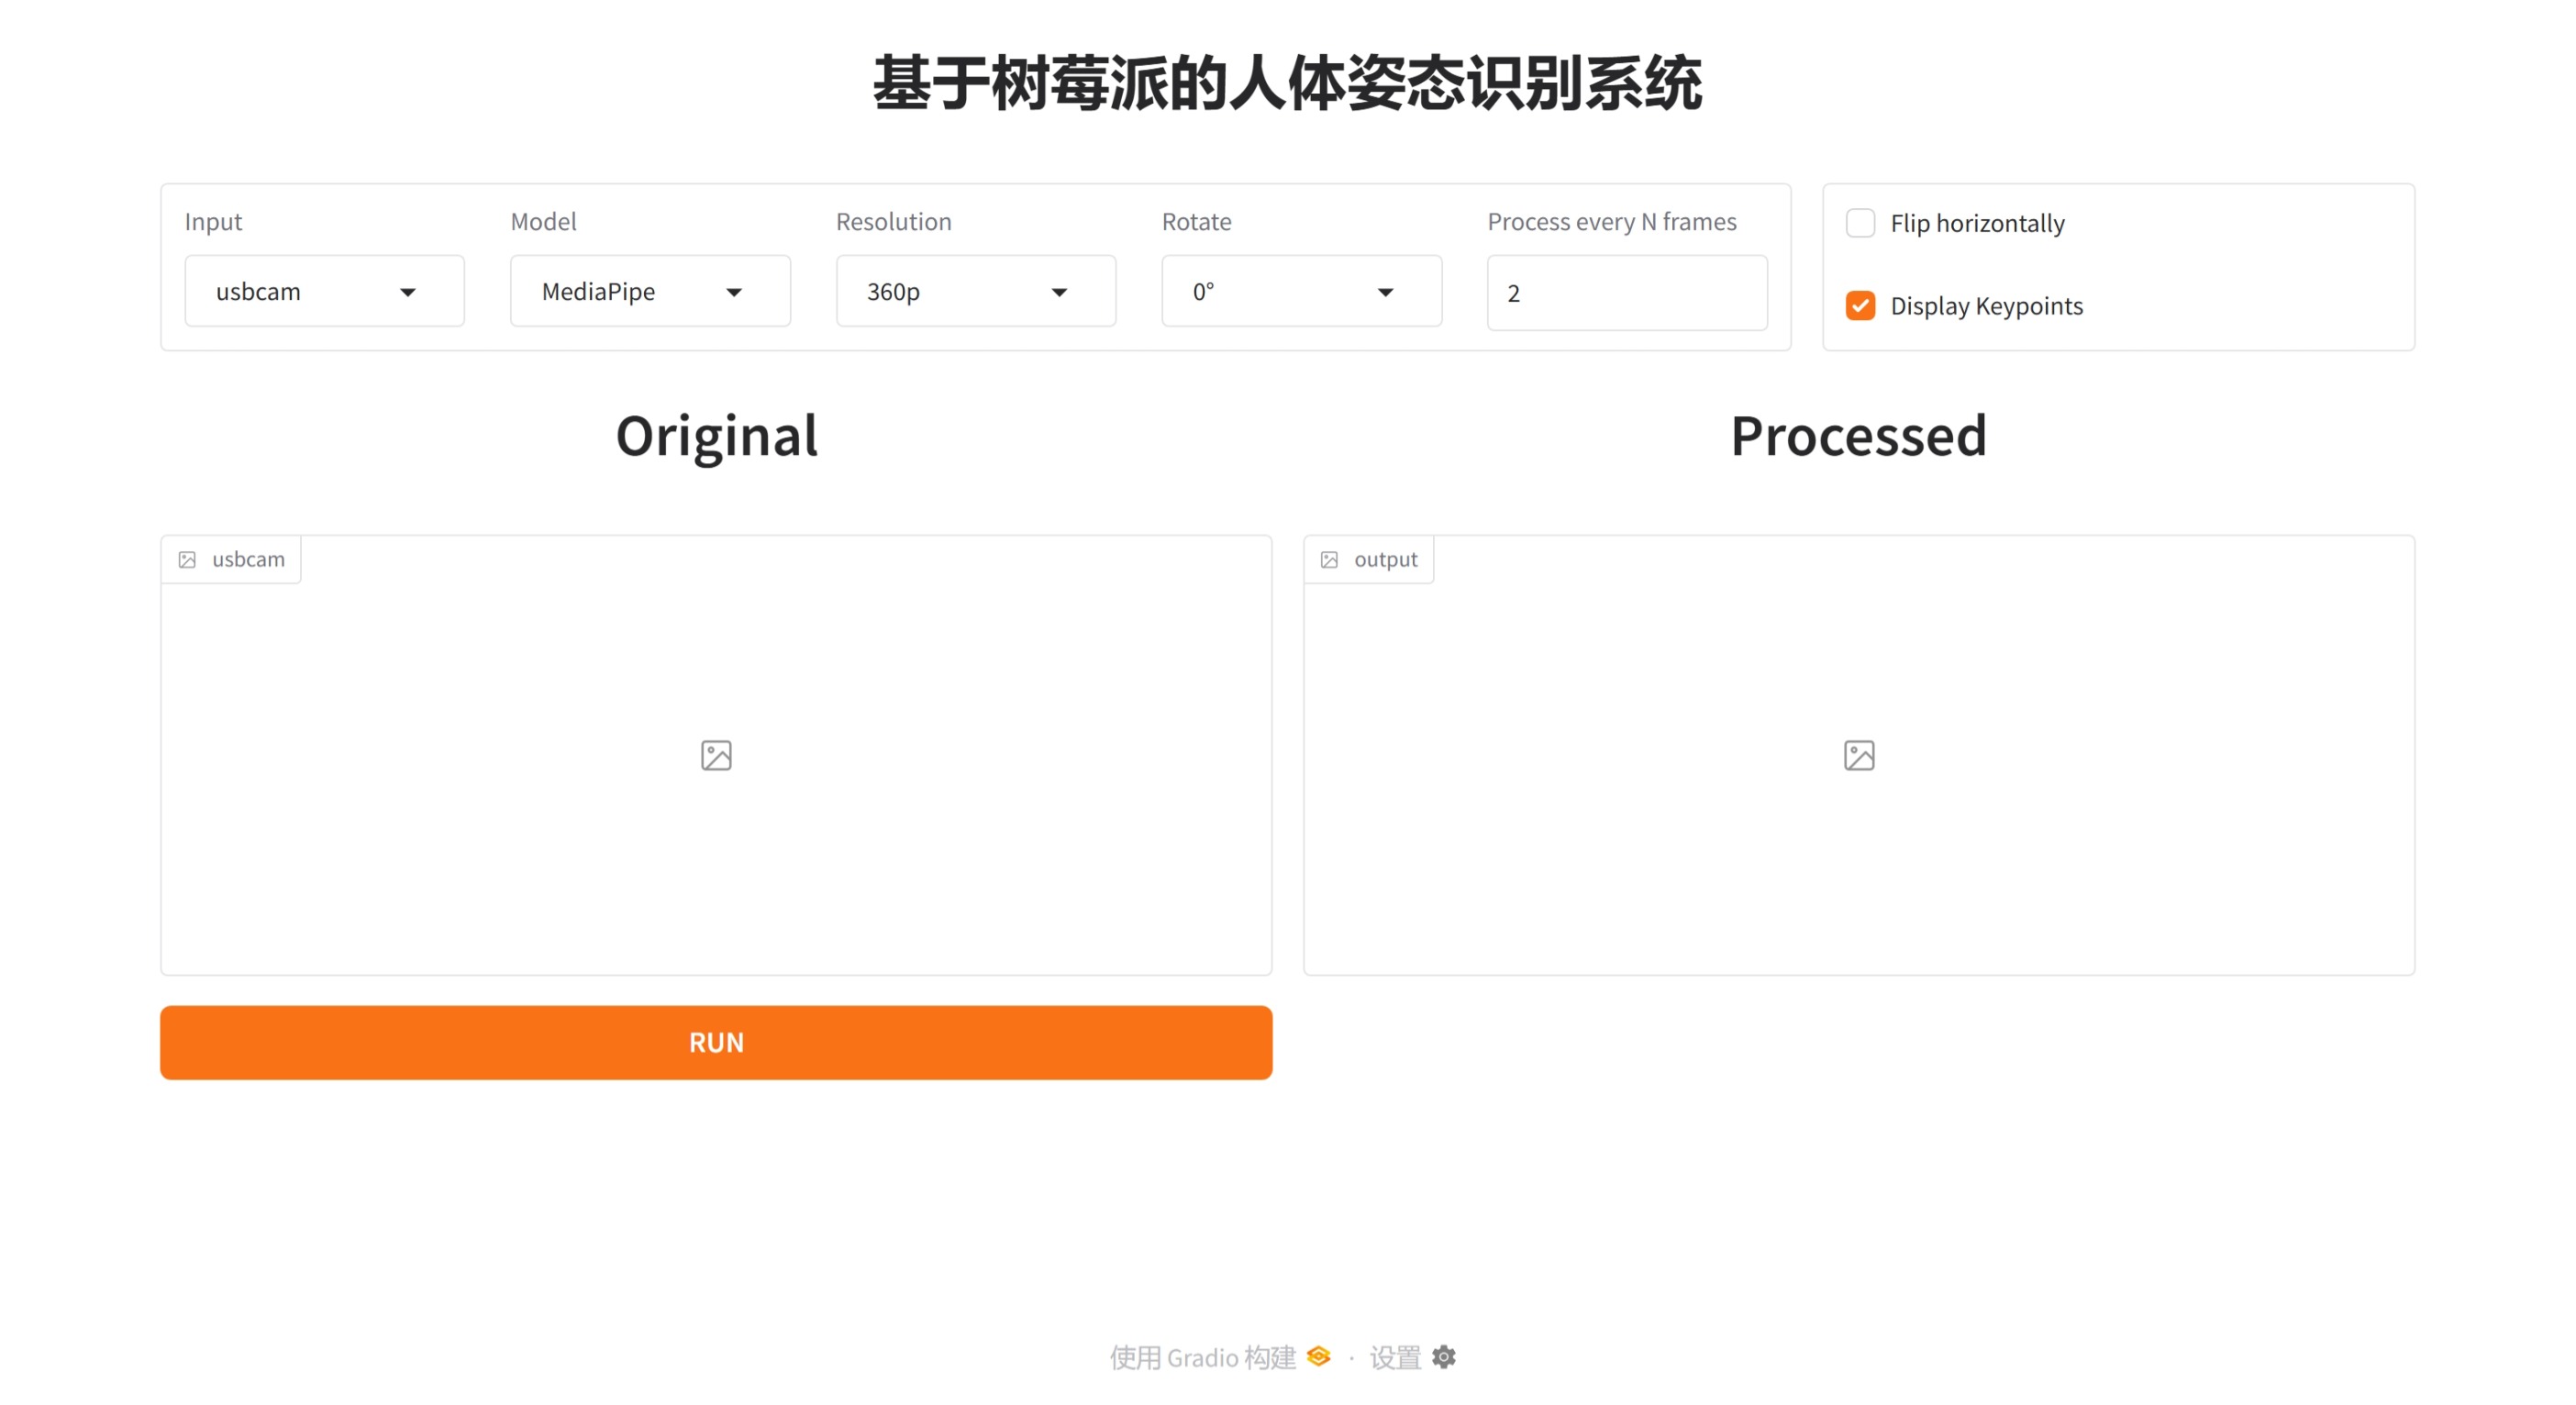 基于树莓派的人体姿态识别系统
Input
Model
Resolution
Rotate
Process every N frames
usbcam
MediaPipe
360p
0°
2
Flip horizontally
Display Keypoints
Original
Processed
usbcam
output
RUN
使用 Gradio 构建 · 设置